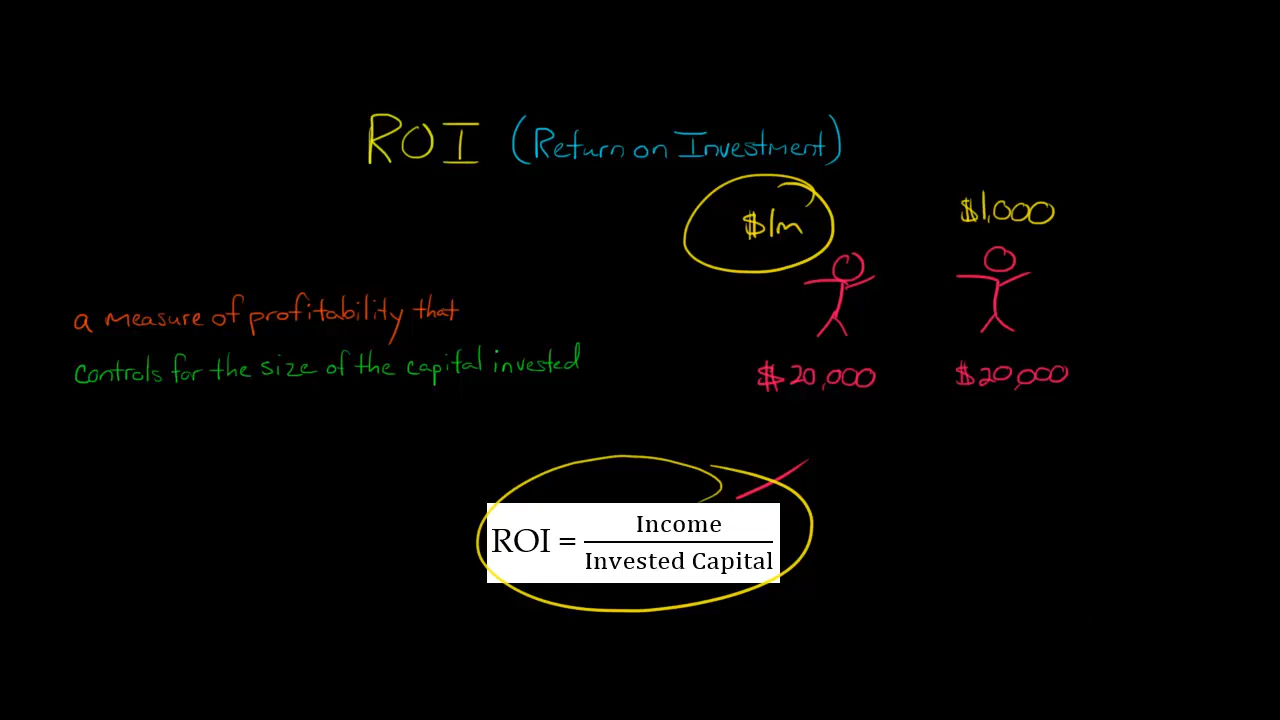 ROI (Return on Investment)
$1m
$1,000
a measure of profitability that
controls for the size of the capital invested
$20,000
$20,000
ROI = Income
Invested Capital